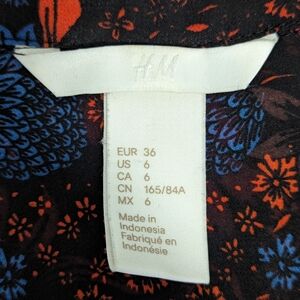 H&M
EUR 36
US 6
CA 6
CN 165/84A
MX 6
Made in
Indonesia
Fabriqué en
Indonésie